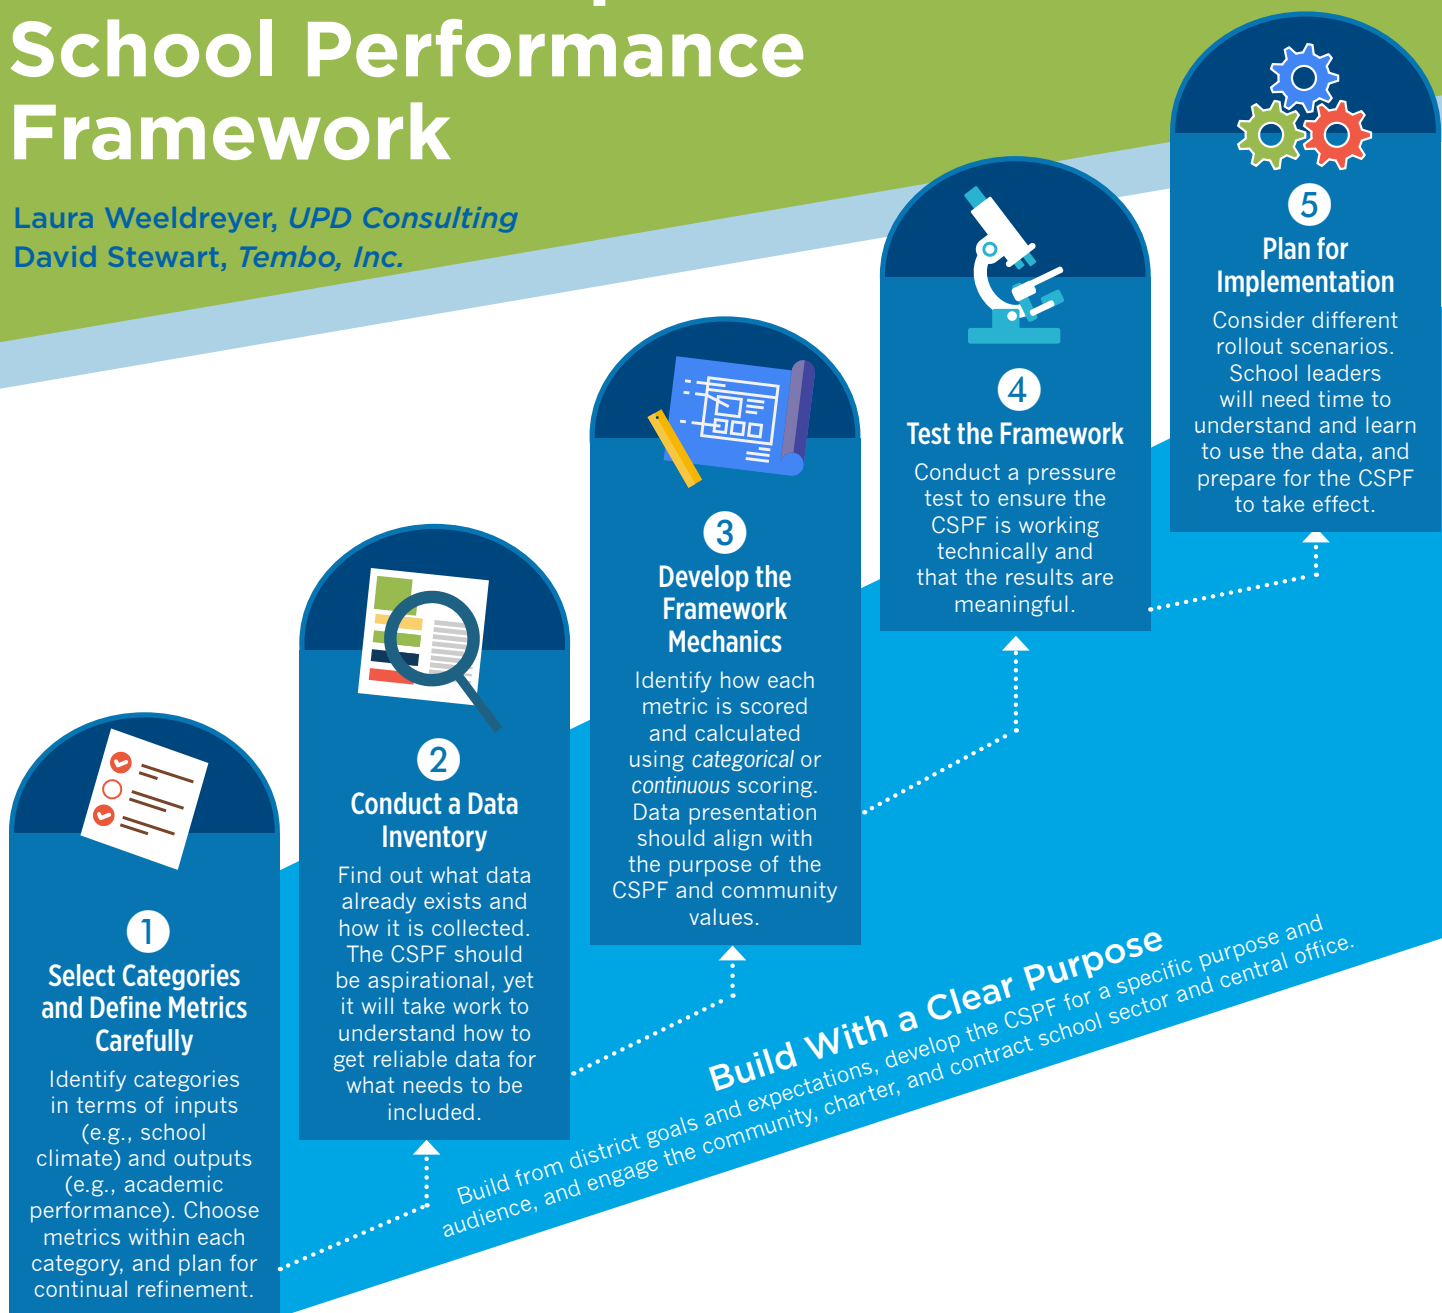 School Performance
Framework
Laura Weeldreyer, UPD Consulting
David Stewart, Tembo, Inc.
1
Select Categories
and Define Metrics
Carefully
Identify categories
in terms of inputs
(e.g., school
climate) and outputs
(e.g., academic
performance). Choose
metrics within each
category, and plan for
continual refinement.
2
Conduct a Data
Inventory
Find out what data
already exists and
how it is collected.
The CSPF should
be aspirational, yet
it will take work to
understand how to
get reliable data for
what needs to be
included.
3
Develop the
Framework
Mechanics
Identify how each
metric is scored
and calculated
using categorical or
continuous scoring.
Data presentation
should align with
the purpose of the
CSPF and community
values.
4
Test the Framework
Conduct a pressure
test to ensure the
CSPF is working
technically and
that the results are
meaningful.
5
Plan for
Implementation
Consider different
rollout scenarios.
School leaders
will need time to
understand and learn
to use the data, and
prepare for the CSPF
to take effect.
Build With a Clear Purpose
Build from district goals and expectations, develop the CSPF for a specific purpose and
audience, and engage the community, charter, and contract school sector and central office.